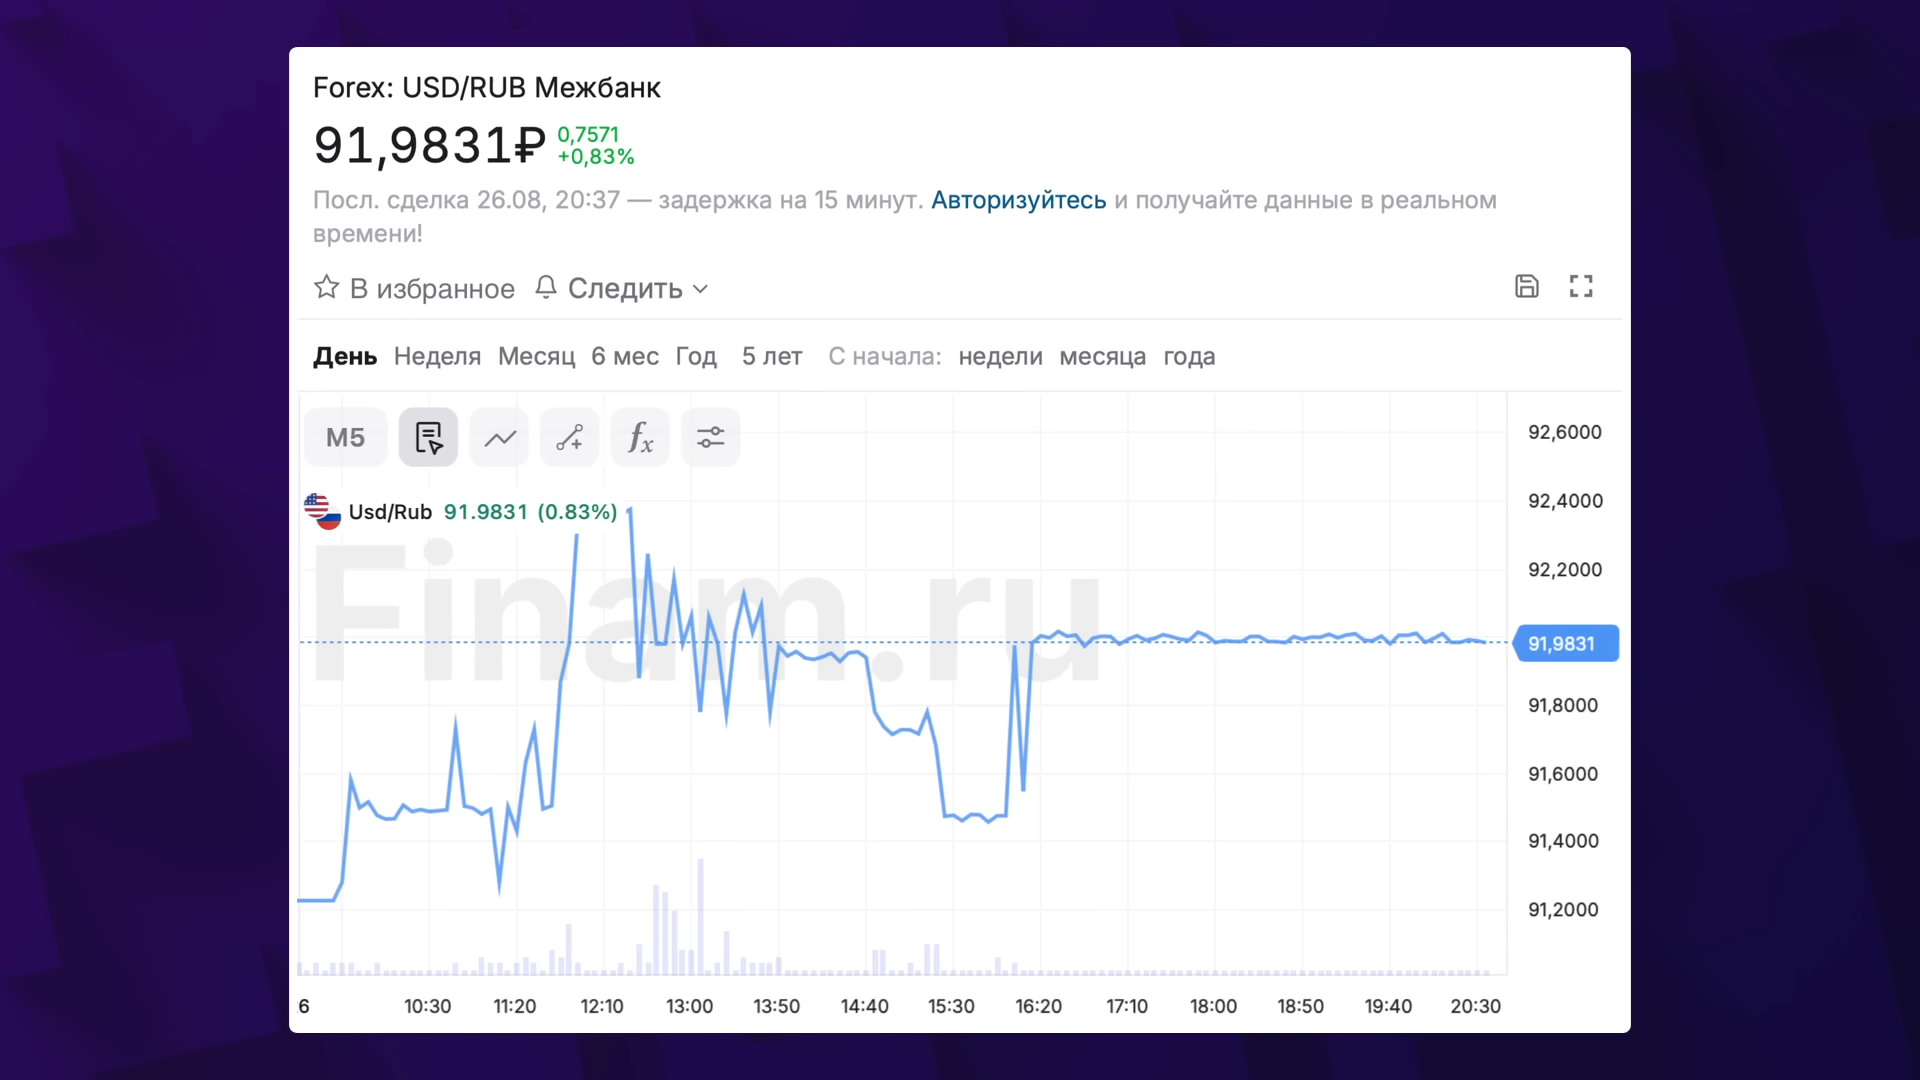 Forex: USD/RUB Межбанк
91,9831₽
0,7571
+0,83%
Посл. сделка 26.08, 20:37 — задержка на 15 минут. Авторизуйтесь и получайте данные в реальном
времени!
В избранное Следить
День Неделя Месяц 6 мес Год 5 лет С начала: недели месяца года
M5
fx
Usd/Rub 91.9831 (0.83%)
Finam.ru
92,6000
92,4000
92,2000
91,9831
91,8000
91,6000
91,4000
91,2000
6 10:30 11:20 12:10 13:00 13:50 14:40 15:30 16:20 17:10 18:00 18:50 19:40 20:30